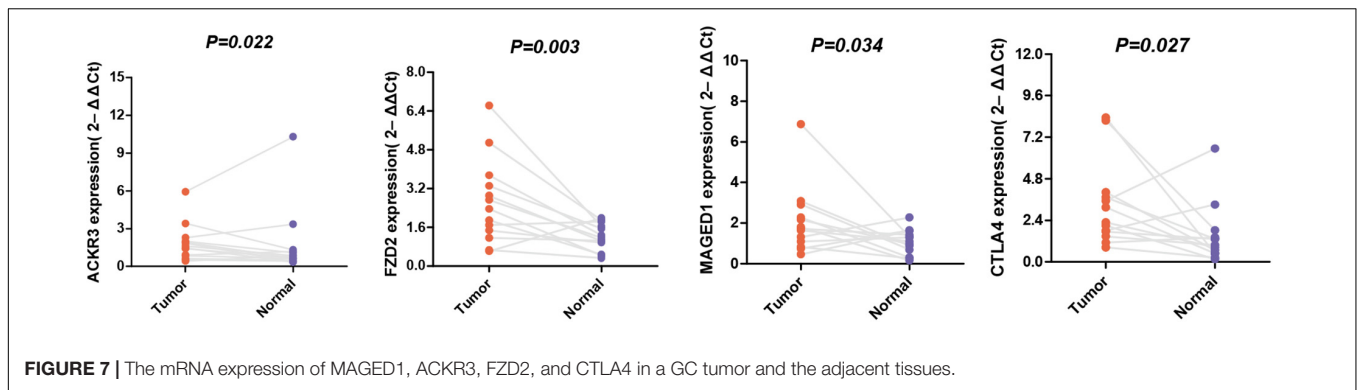 P=0.022
ACKR3 expression( 2– ΔΔCt)
15
12
9
6
3
0
Tumor
Normal
P=0.003
FZD2 expression( 2– ΔΔCt)
8.0
6.4
4.8
3.2
1.6
0.0
Tumor
Normal
P=0.034
MAGED1 expression( 2– ΔΔCt)
10
8
6
4
2
0
Tumor
Normal
P=0.027
CTLA4 expression( 2– ΔΔCt)
12.0
9.6
7.2
4.8
2.4
0.0
Tumor
Normal
FIGURE 7 | The mRNA expression of MAGED1, ACKR3, FZD2, and CTLA4 in a GC tumor and the adjacent tissues.